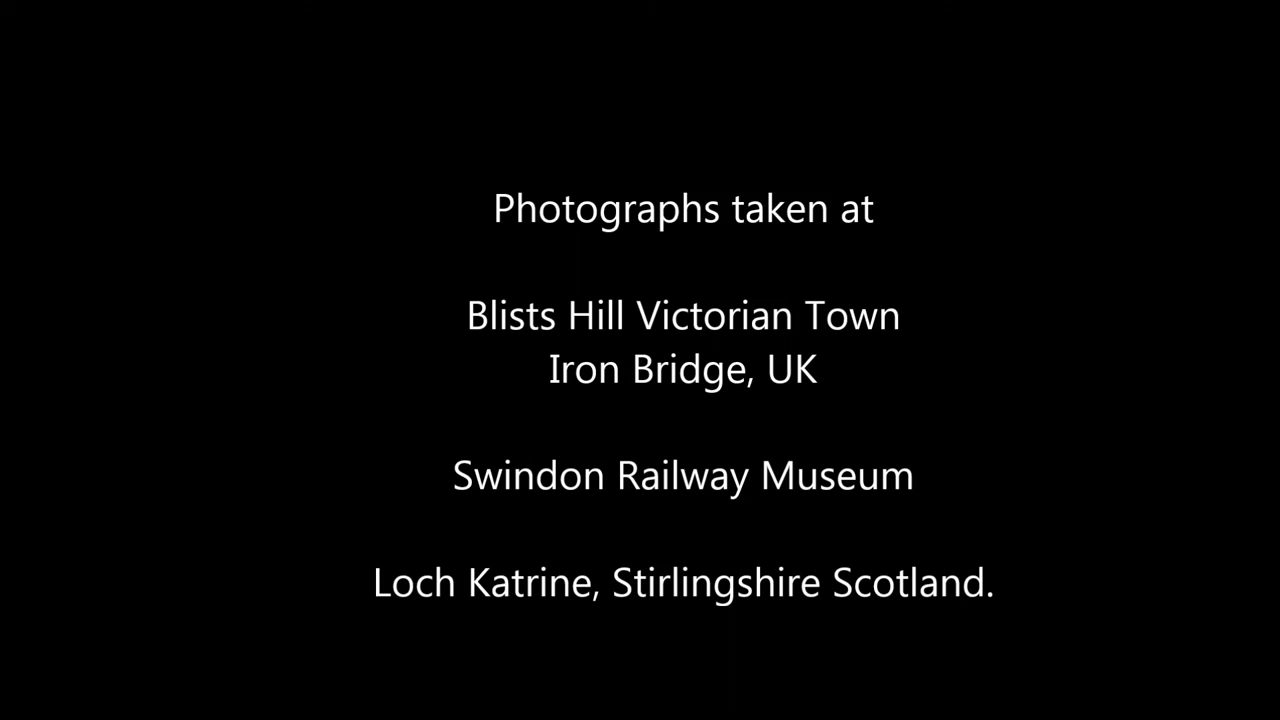 Photographs taken at
Blists Hill Victorian Town
Iron Bridge, UK
Swindon Railway Museum
Loch Katrine, Stirlingshire Scotland.